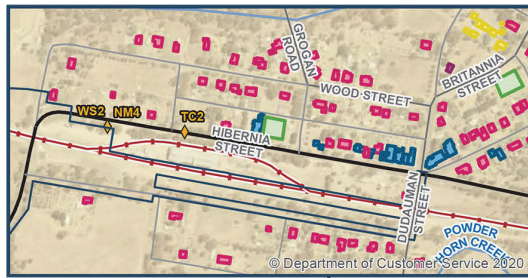 GROGAN
ROAD
BRITANNIA
STREET
WOOD STREET
WS2
NM4
TC2
HIBERNIA
STREET
DUDAUMAN
STREET
POWDER
HORN CREEK
© Department of Customer Service 2020